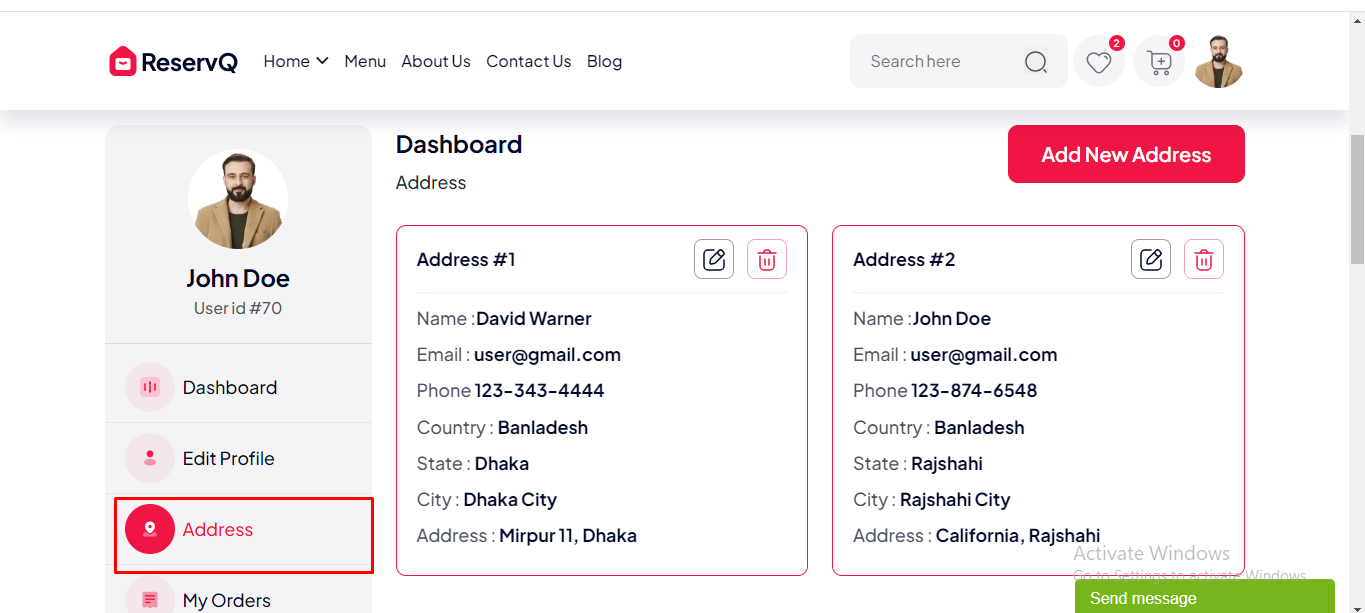 ReservQ
Home Menu About Us Contact Us Blog
Search here
2
0
John Doe
User id #70
Dashboard
Edit Profile
Address
My Orders
Dashboard
Address
Add New Address
Address #1
Name :David Warner
Email : user@gmail.com
Phone 123-343-4444
Country : Banladesh
State : Dhaka
City : Dhaka City
Address : Mirpur 11, Dhaka
Address #2
Name :John Doe
Email : user@gmail.com
Phone 123-874-6548
Country : Banladesh
State : Rajshahi
City : Rajshahi City
Address : California, Rajshahi
Activate Windows
Go to Settings to activate Windows.
Send message